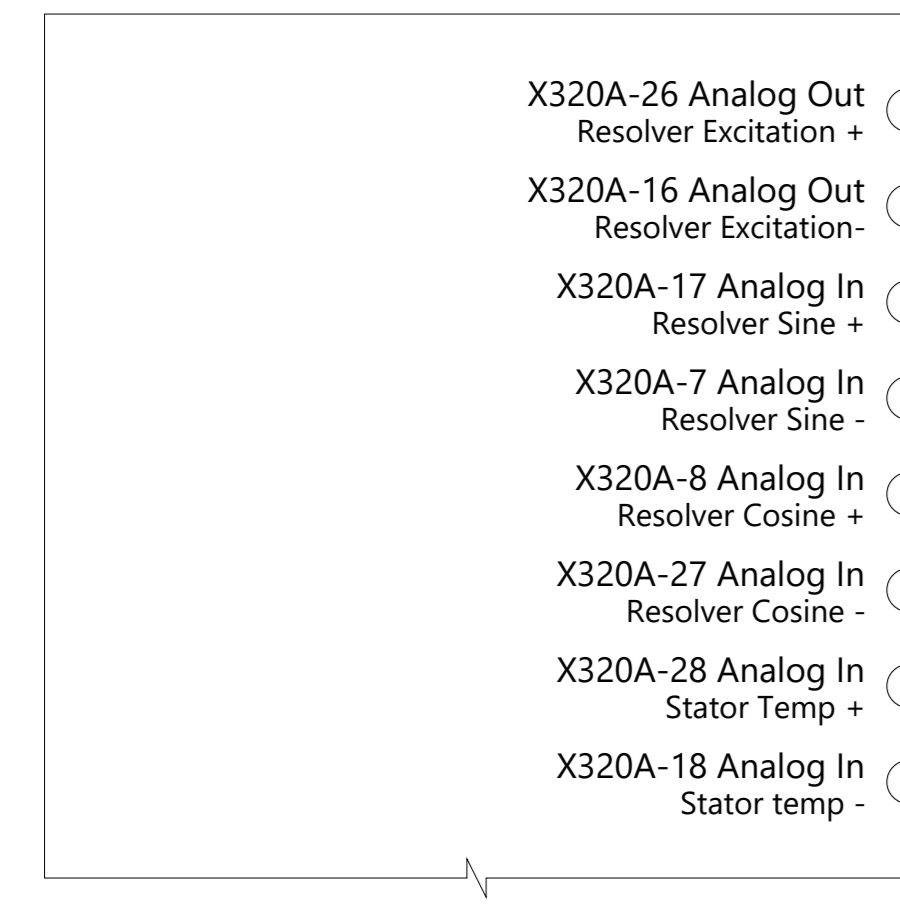 X320A-26 Analog Out
Resolver Excitation +
X320A-16 Analog Out
Resolver Excitation-
X320A-17 Analog In
Resolver Sine +
X320A-7 Analog In
Resolver Sine -
X320A-8 Analog In
Resolver Cosine +
X320A-27 Analog In
Resolver Cosine -
X320A-28 Analog In
Stator Temp +
X320A-18 Analog In
Stator temp -